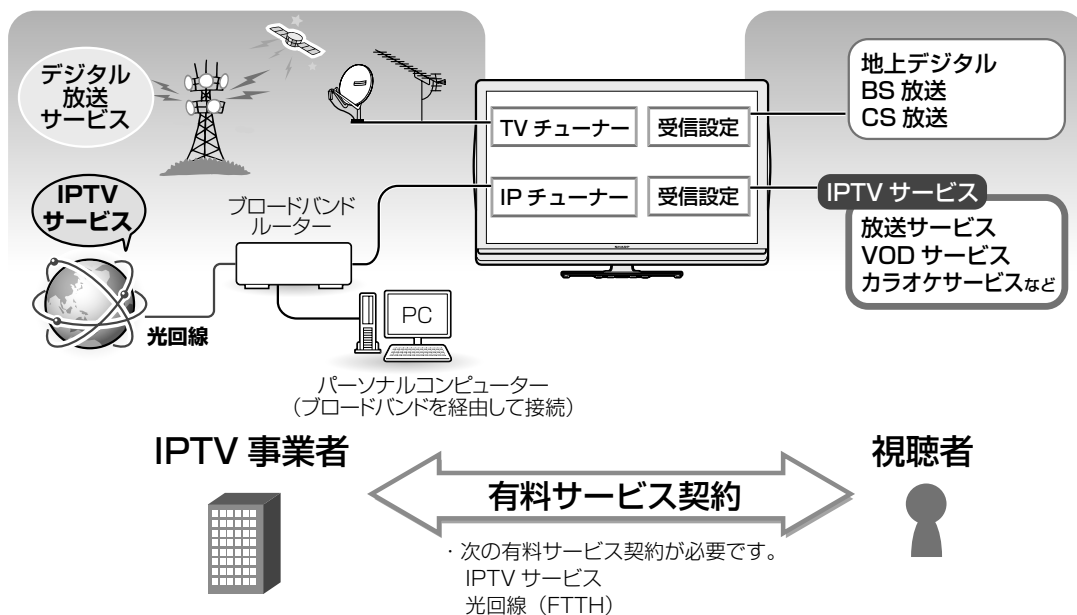 デジタル
放送
サービス
TV チューナー
受信設定
地上デジタル
BS 放送
CS 放送
IPTV
サービス
ブロードバンド
ルーター
IP チューナー
受信設定
IPTV サービス
放送サービス
VOD サービス
カラオケサービスなど
SHARP
光回線
PC
パーソナルコンピューター
（ブロードバンドを経由して接続）
IPTV 事業者
有料サービス契約
視聴者
・次の有料サービス契約が必要です。
IPTV サービス
光回線（FTTH）